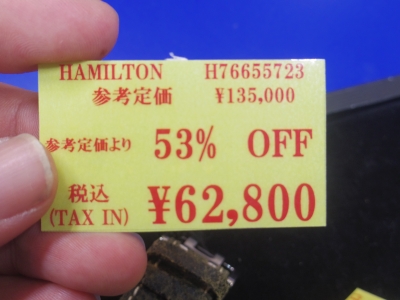 HAMILTON H76655723
参考定価 ¥135,000
参考定価より 53% OFF
税込
(TAX IN) ¥62,800